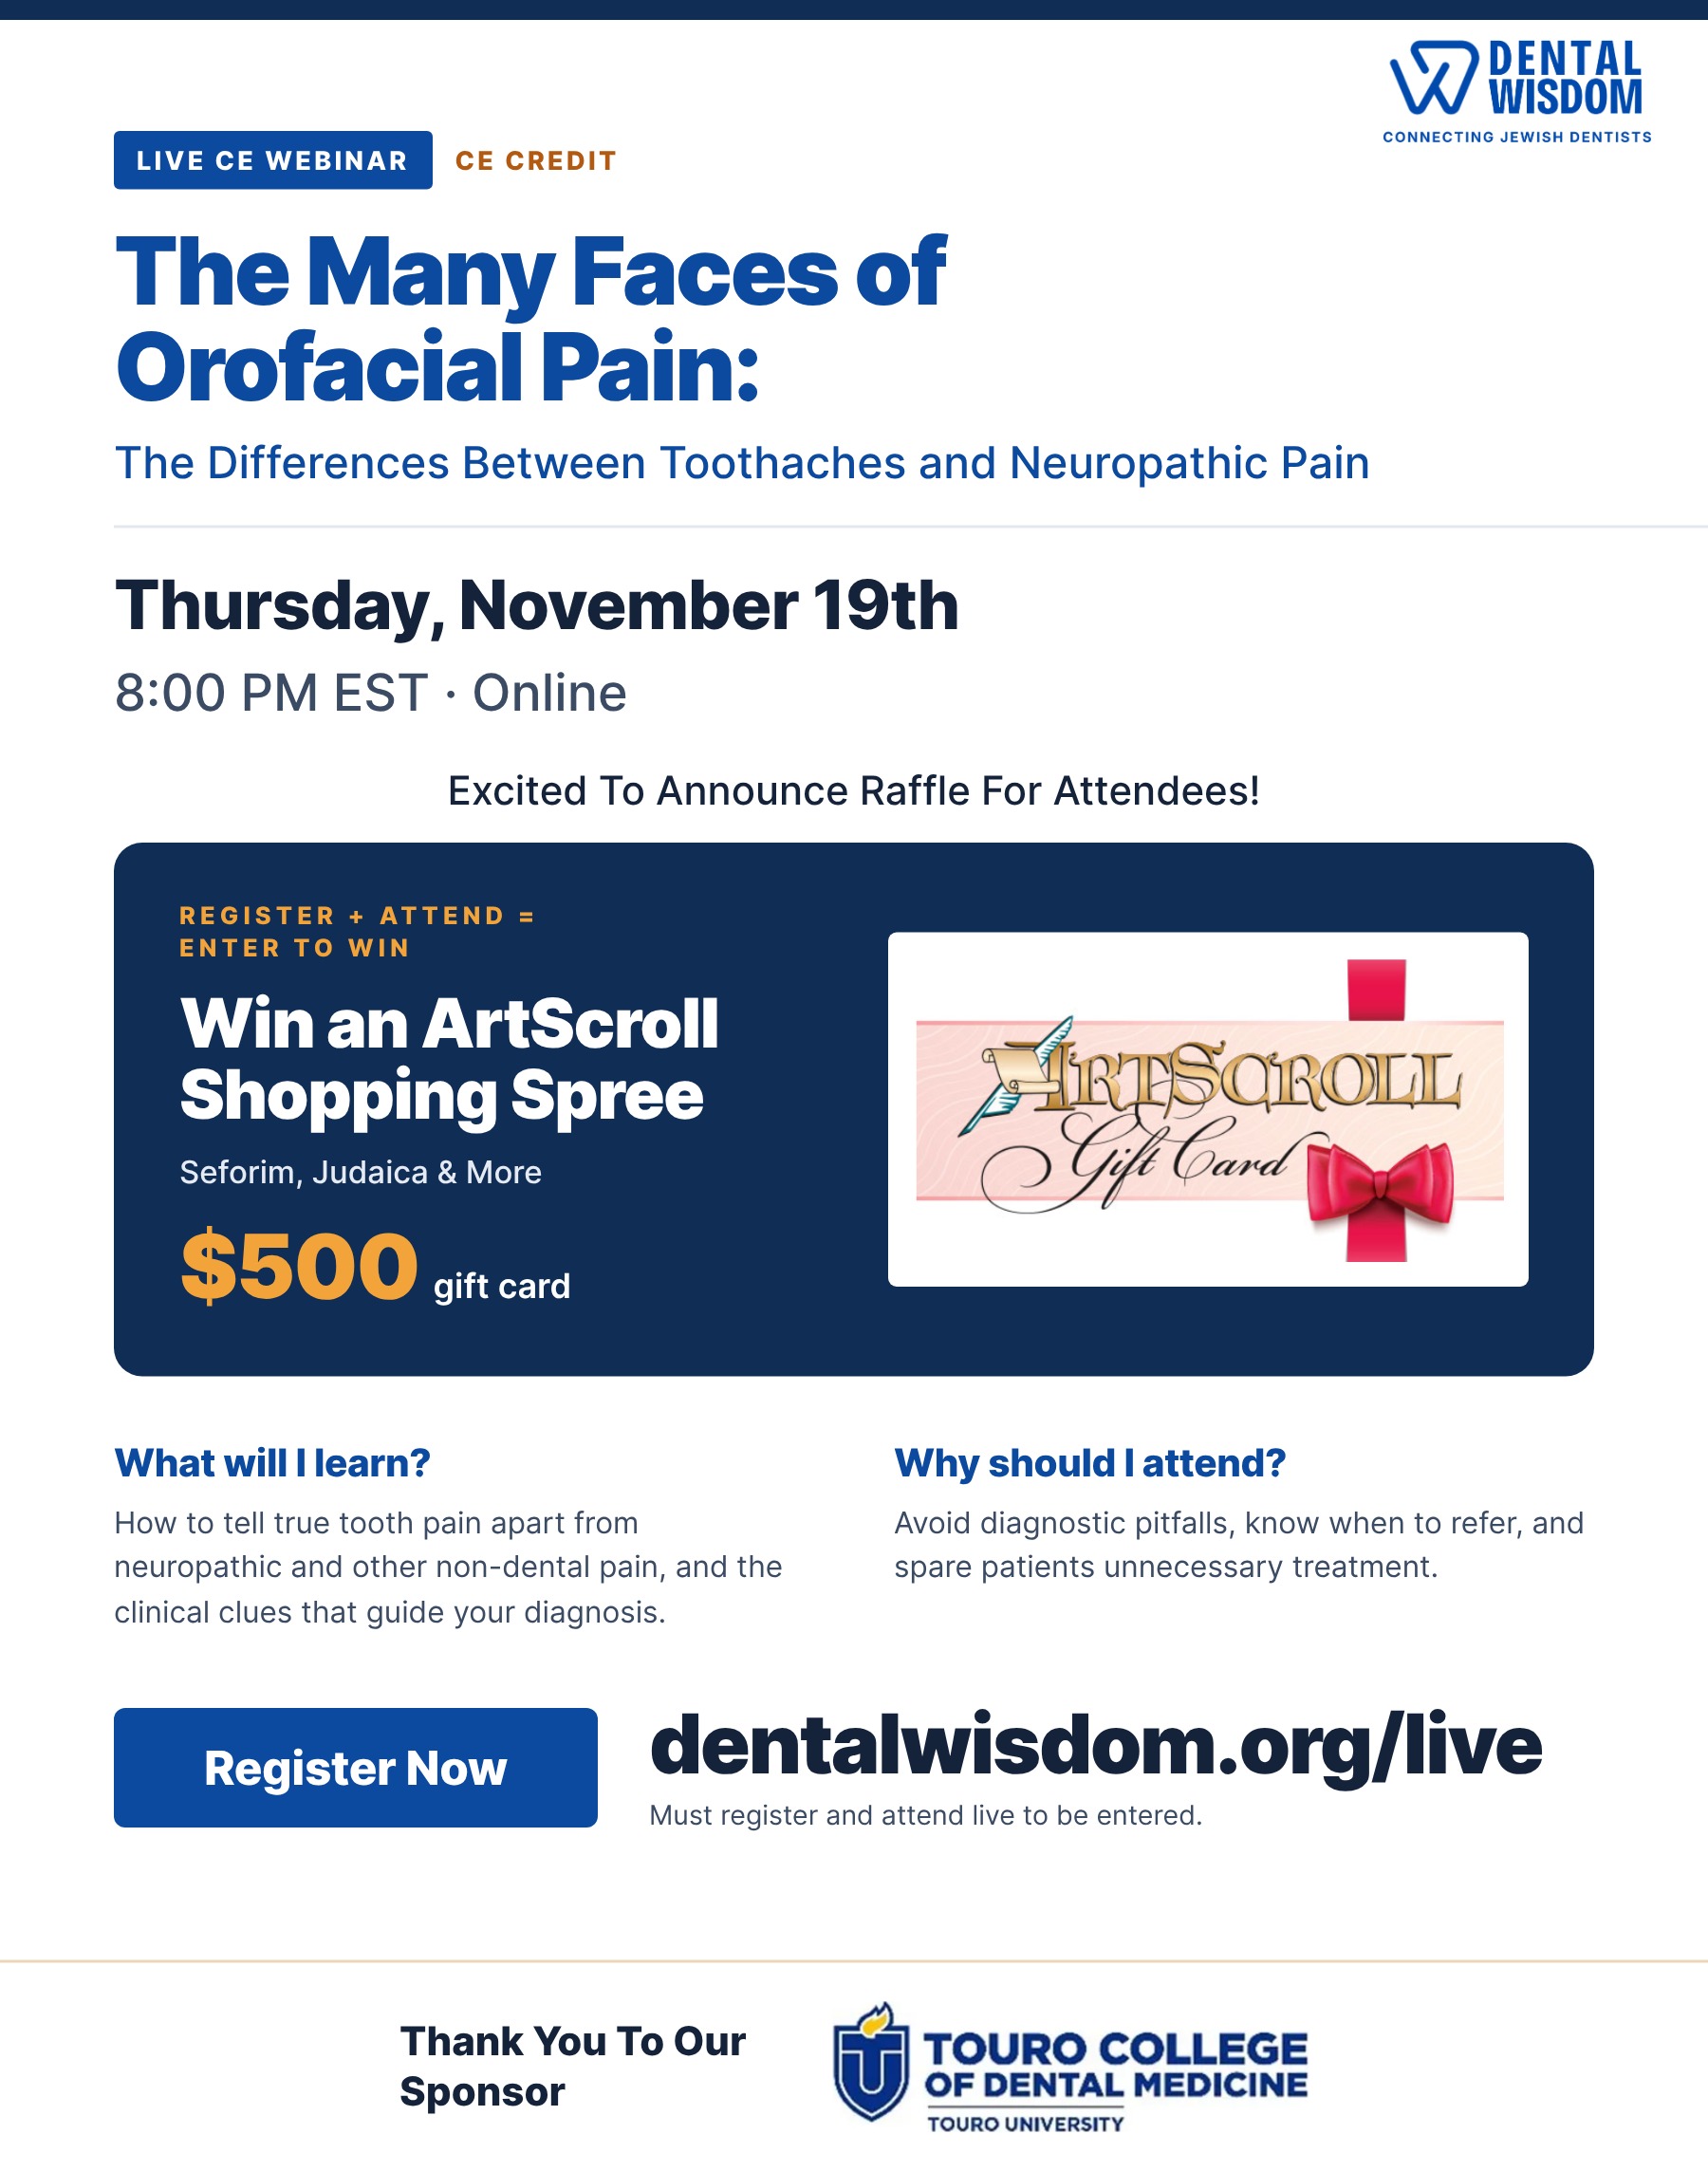 DENTAL
WISDOM
CONNECTING JEWISH DENTISTS
LIVE CE WEBINAR CE CREDIT
The Many Faces of
Orofacial Pain:
The Differences Between Toothaches and Neuropathic Pain
Thursday, November 19th
8:00 PM EST · Online
Excited To Announce Raffle For Attendees!
REGISTER + ATTEND =
ENTER TO WIN
Win an ArtScroll
Shopping Spree
Seforim, Judaica & More
$500 gift card
ARTSCROLL
Gift Card
What will I learn?
How to tell true tooth pain apart from
neuropathic and other non-dental pain, and the
clinical clues that guide your diagnosis.
Why should I attend?
Avoid diagnostic pitfalls, know when to refer, and
spare patients unnecessary treatment.
Register Now
dentalwisdom.org/live
Must register and attend live to be entered.
Thank You To Our
Sponsor
TOURO COLLEGE
OF DENTAL MEDICINE
TOURO UNIVERSITY